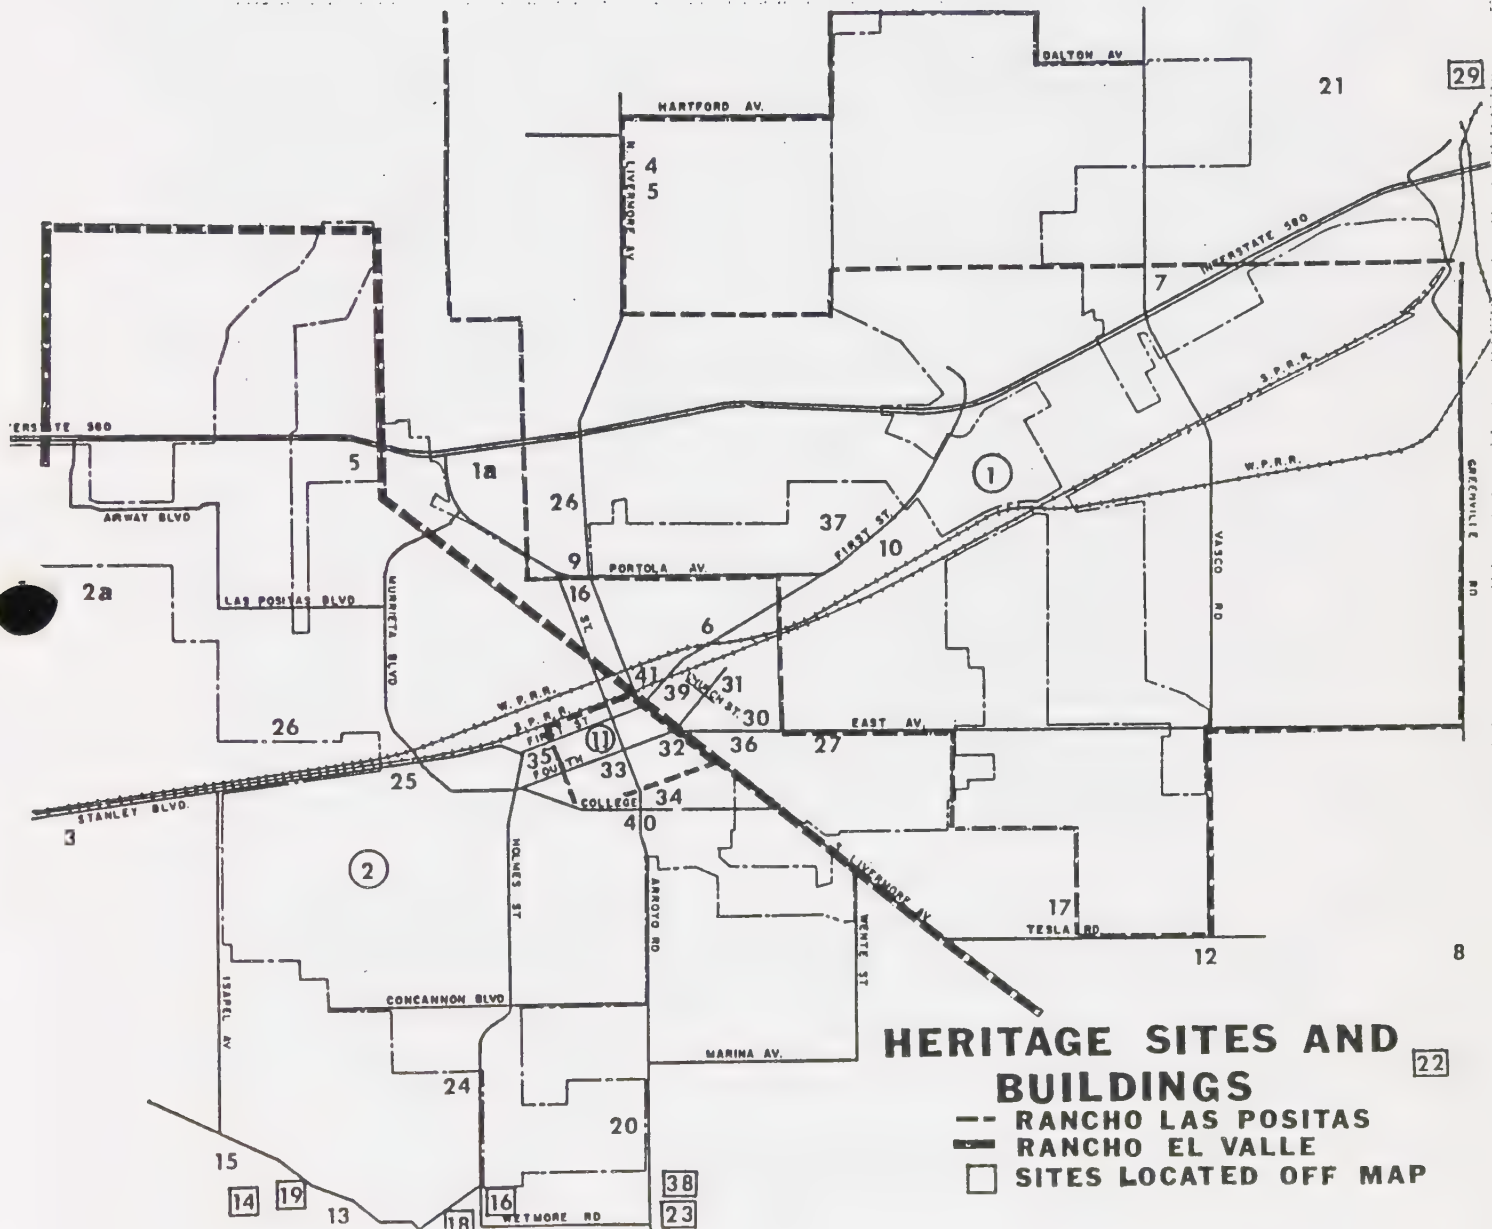 DALTON AV
21
29
HARTFORD AV.
N. LIVERMORE AV.
4
5
INTERSTATE 580
7
S.P.R.R.
ERSTATE 580
5
1a
26
1
W.P.R.R.
GREENVILLE RD
AIRWAY BLVD
37
FIRST ST.
10
VASCO RD
9
PORTOLA AV.
2a
LAS POSITAS BLVD
16
ST.
MURRIETA BLVD
6
41
31
39
LYNCH ST.
30
W.P.R.R.
S.P.R.R.
FIRST ST
EAST AV.
26
11
32
36
27
35
FOURTH
33
25
34
COLLEGE
40
STANLEY BLVD.
3
HOLMES ST
2
ARROYO RD
S LIVERMORE AV
WENTE ST
17
TESLA RD
12
8
ISABEL AV
CONCANNON BLVD
MARINA AV.
24
20
15
14
19
13
18
16
WETMORE RD
38
23
HERITAGE SITES AND
BUILDINGS
22
RANCHO LAS POSITAS
RANCHO EL VALLE
SITES LOCATED OFF MAP